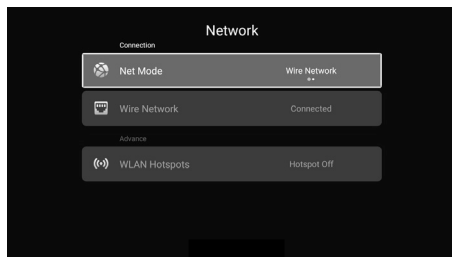 Network
Connection
Net Mode Wire Network
Wire Network Connected
Advance
WLAN Hotspots Hotspot Off